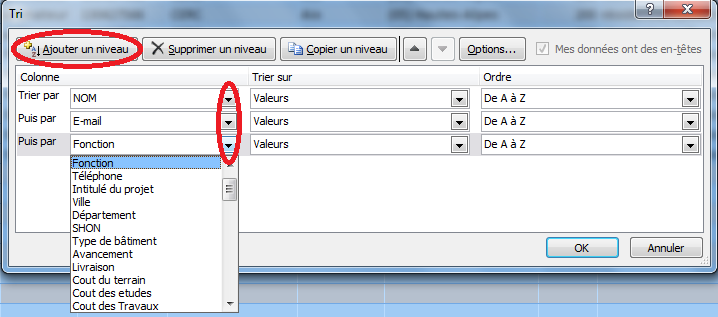 Tri
Ajouter un niveau Supprimer un niveau Copier un niveau Options... Mes données ont des en-têtes
Colonne Trier sur Ordre
Trier par NOM Valeurs De A à Z
Puis par E-mail Valeurs De A à Z
Puis par Fonction Valeurs De A à Z
Fonction
Téléphone
Intitulé du projet
Ville
Département
SHON
Type de bâtiment
Avancement
Livraison
Cout du terrain
Cout des etudes
Cout des Travaux
OK Annuler